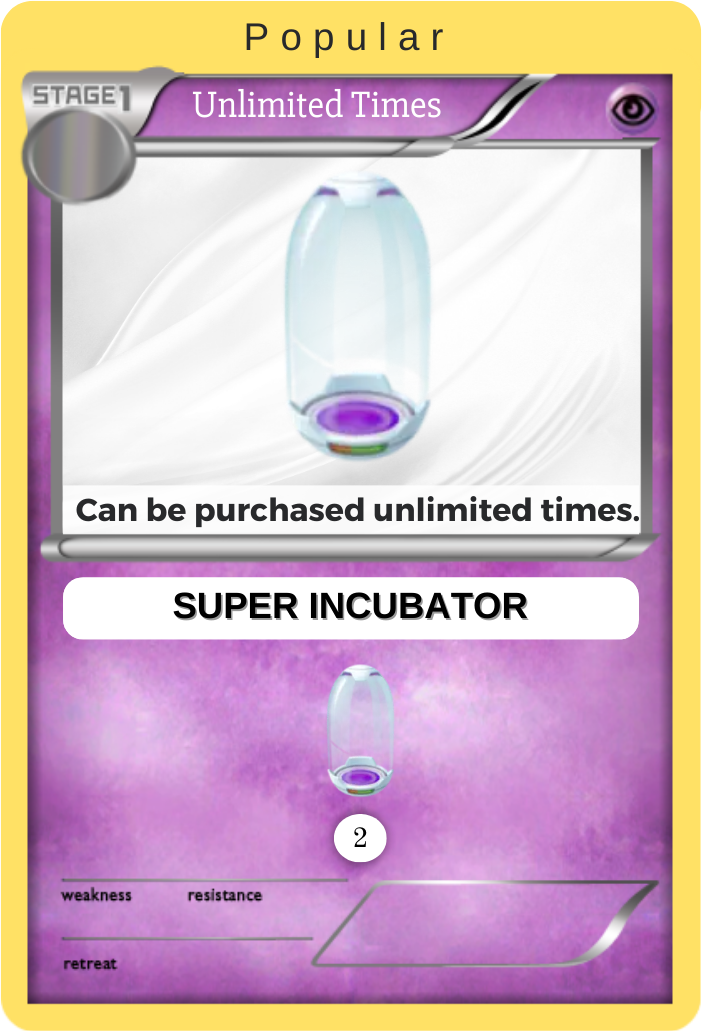 Popular
STAGE1
Unlimited Times
Can be purchased unlimited times.
SUPER INCUBATOR
2
weakness resistance
retreat